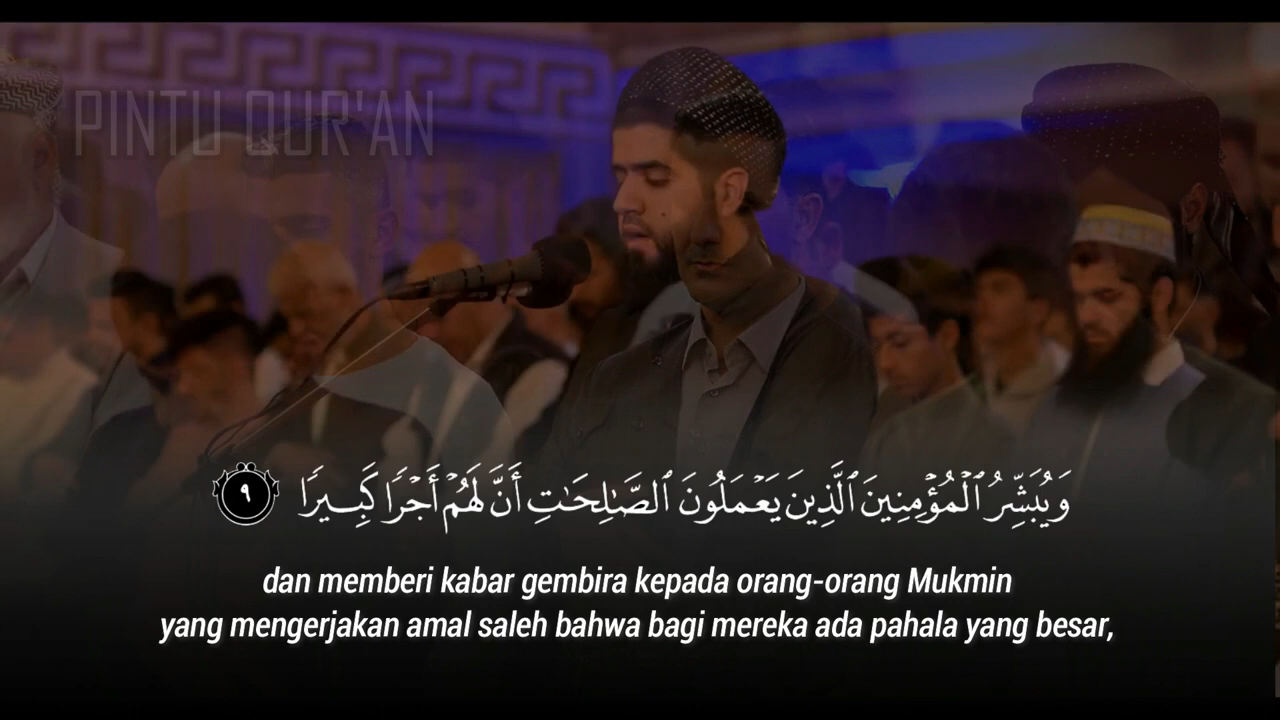 PINTU QUR'AN
وَيُبَشِّرُ ٱلْمُؤْمِنِينَ ٱلَّذِينَ يَعْمَلُونَ ٱلصَّٰلِحَٰتِ أَنَّ لَهُمْ أَجْرًا كَبِيرًا ٩
dan memberi kabar gembira kepada orang-orang Mukmin
yang mengerjakan amal saleh bahwa bagi mereka ada pahala yang besar,